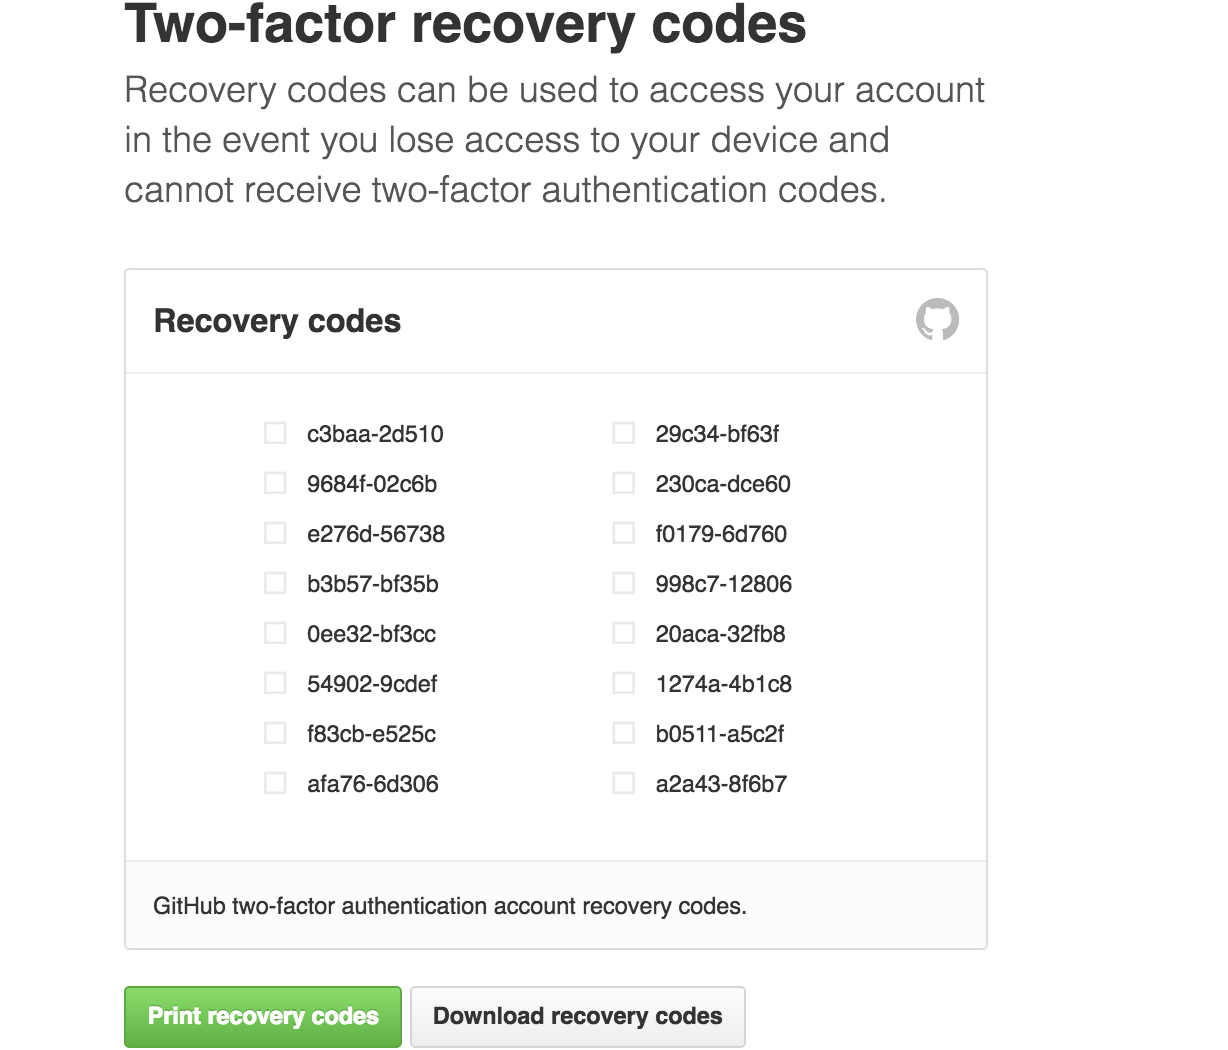 Two-factor recovery codes
Recovery codes can be used to access your account
in the event you lose access to your device and
cannot receive two-factor authentication codes.
Recovery codes
c3baa-2d510
9684f-02c6b
e276d-56738
b3b57-bf35b
0ee32-bf3cc
54902-9cdef
f83cb-e525c
afa76-6d306
29c34-bf63f
230ca-dce60
f0179-6d760
998c7-12806
20aca-32fb8
1274a-4b1c8
b0511-a5c2f
a2a43-8f6b7
GitHub two-factor authentication account recovery codes.
Print recovery codes
Download recovery codes